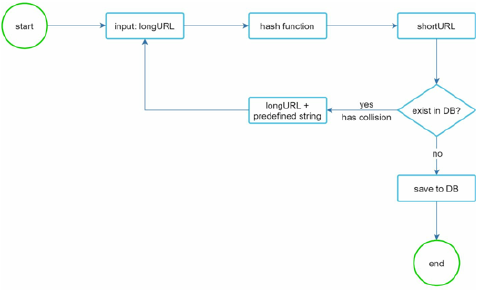 start
input: longURL
hash function
shortURL
longURL +
predefined string
yes
has collision
exist in DB?
no
save to DB
end